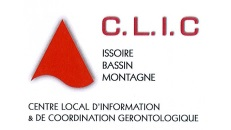 C.L.I.C
ISSOIRE
BASSIN
MONTAGNE
CENTRE LOCAL D'INFORMATION
& DE COORDINATION GERONTOLOGIQUE